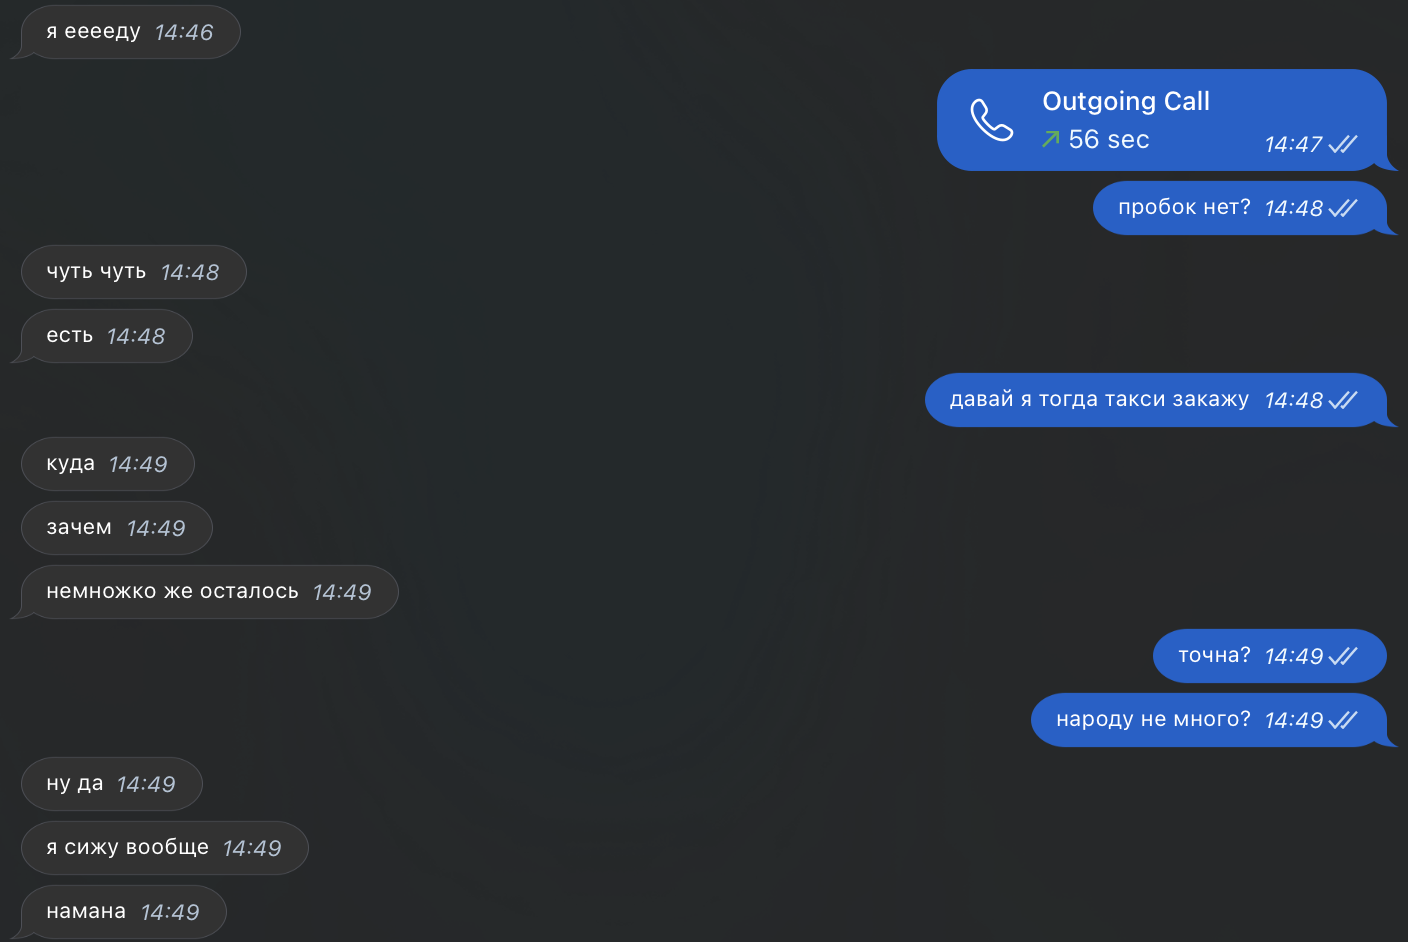 я ееееду 14:46
Outgoing Call
56 sec
14:47
пробок нет? 14:48
чуть чуть 14:48
есть 14:48
давай я тогда такси закажу 14:48
куда 14:49
зачем 14:49
немножко же осталось 14:49
точна? 14:49
народу не много? 14:49
ну да 14:49
я сижу вообще 14:49
намана 14:49